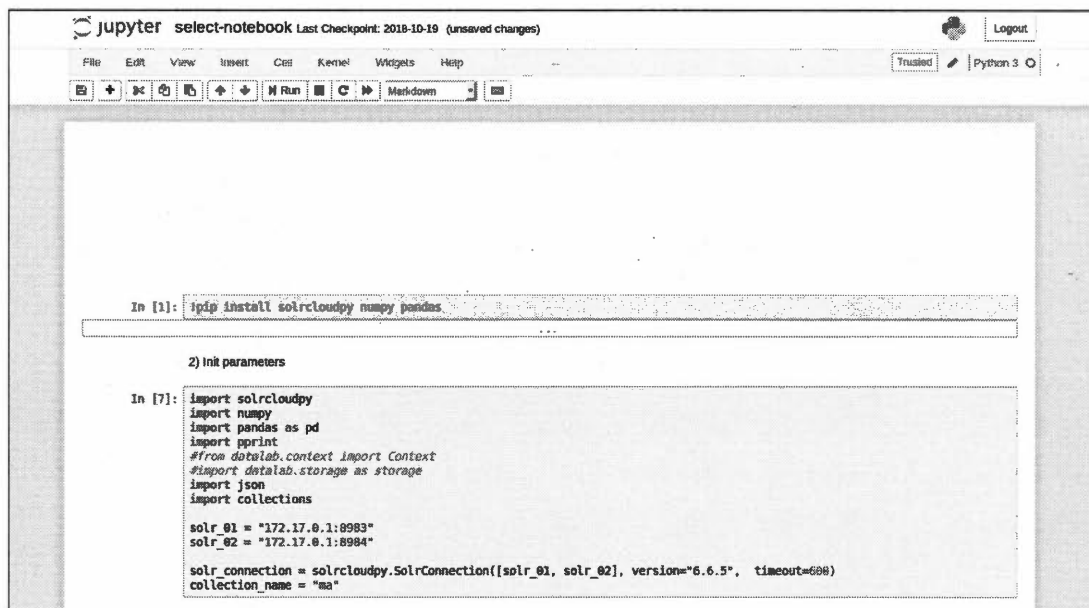 jupyter select-notebook Last Checkpoint: 2018-10-19 (unsaved changes)
Logout
File Edit View Insert Cell Kernel Widgets Help
Trusted Python 3
Run Markdown
In [1]: !pip install solrcloudpy numpy pandas
...
2) Init parameters
In [7]: import solrcloudpy
import numpy
import pandas as pd
import pprint
#from datalab.context import Context
#import datalab.storage as storage
import json
import collections
solr_01 = "172.17.0.1:8983"
solr_02 = "172.17.0.1:8984"
solr_connection = solrcloudpy.SolrConnection([solr_01, solr_02], version="6.6.5", timeout=600)
collection_name = "ma"